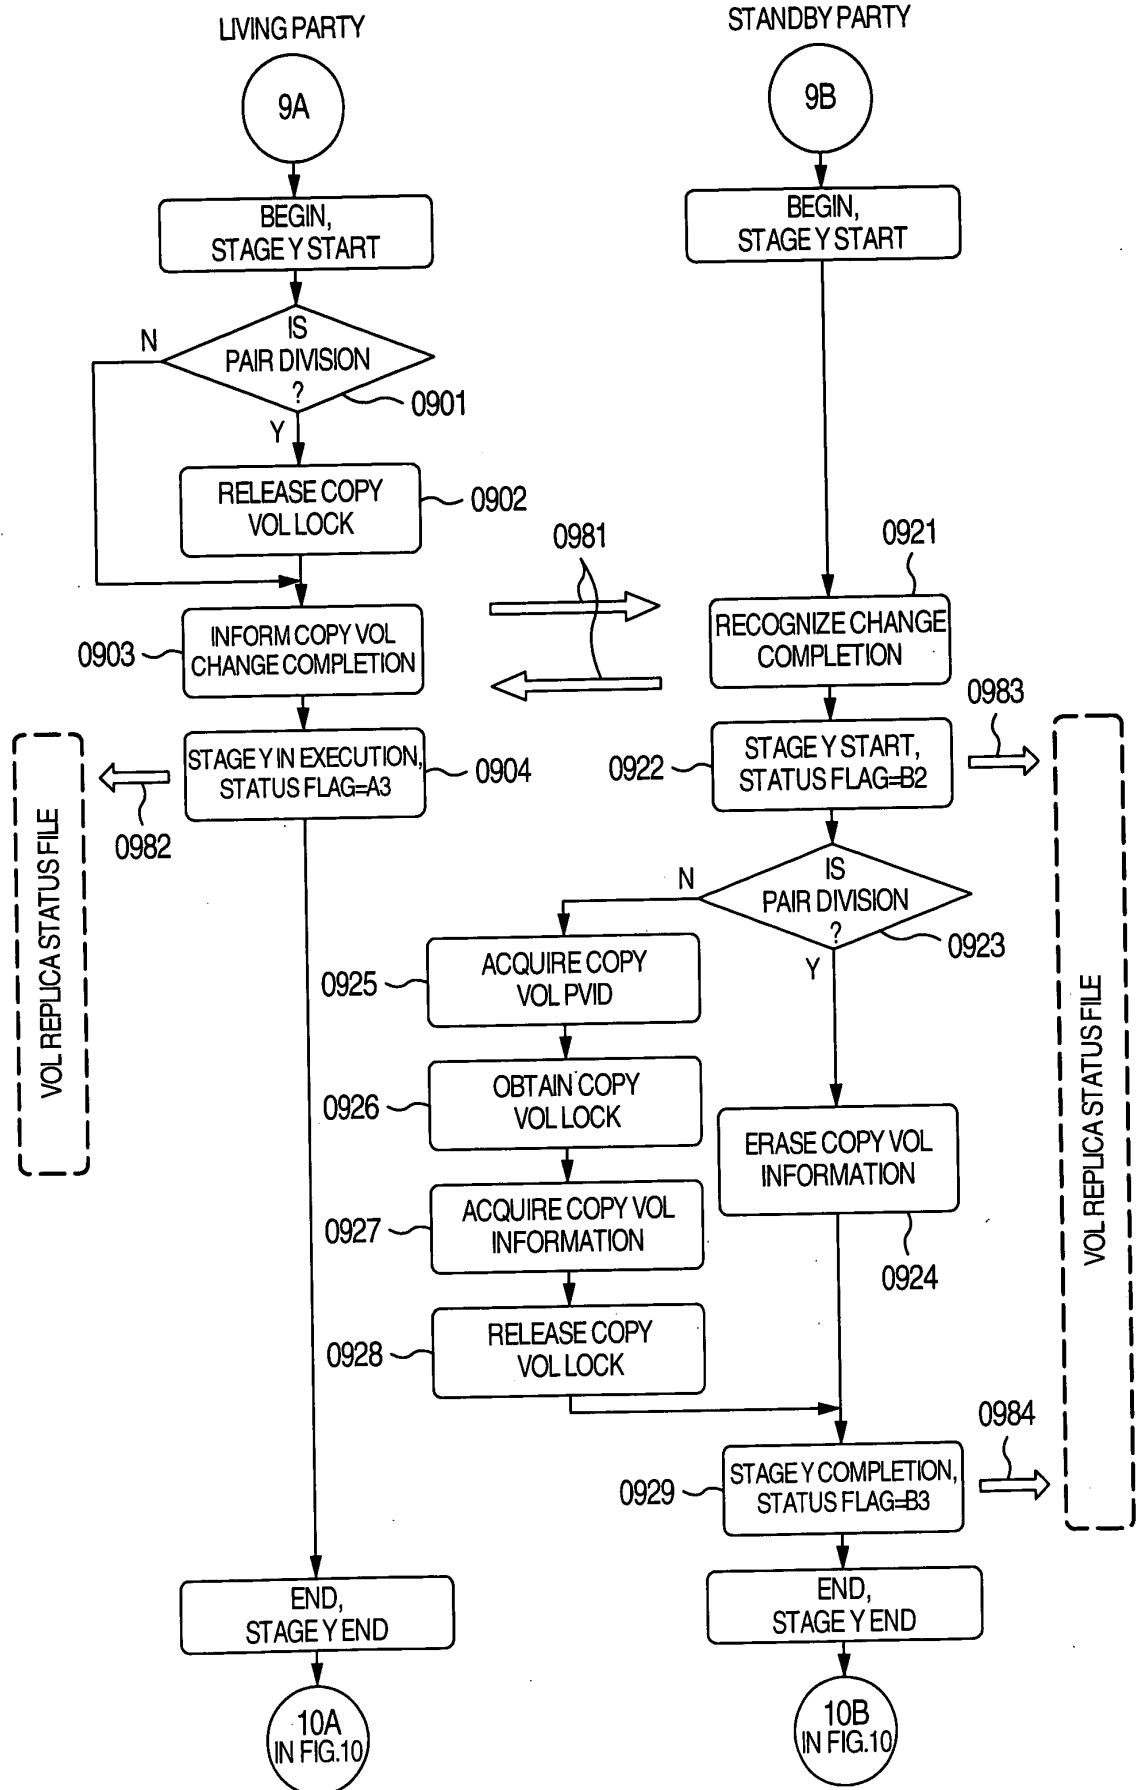 LIVING PARTY
9A
BEGIN,
STAGE Y START
IS
PAIR DIVISION
?
N
0901
Y
RELEASE COPY
VOL LOCK
0902
0981
INFORM COPY VOL
CHANGE COMPLETION
0903
STAGE Y IN EXECUTION,
STATUS FLAG=A3
0904
0982
VOL REPLICA STATUS FILE
END,
STAGE Y END
10A
IN FIG.10
STANDBY PARTY
9B
BEGIN,
STAGE Y START
0921
RECOGNIZE CHANGE
COMPLETION
0983
STAGE Y START,
STATUS FLAG=B2
0922
IS
PAIR DIVISION
?
N
0923
Y
ACQUIRE COPY
VOL PVID
0925
OBTAIN COPY
VOL LOCK
0926
ACQUIRE COPY VOL
INFORMATION
0927
RELEASE COPY
VOL LOCK
0928
ERASE COPY VOL
INFORMATION
0924
0984
STAGE Y COMPLETION,
STATUS FLAG=B3
0929
VOL REPLICA STATUS FILE
END,
STAGE Y END
10B
IN FIG.10